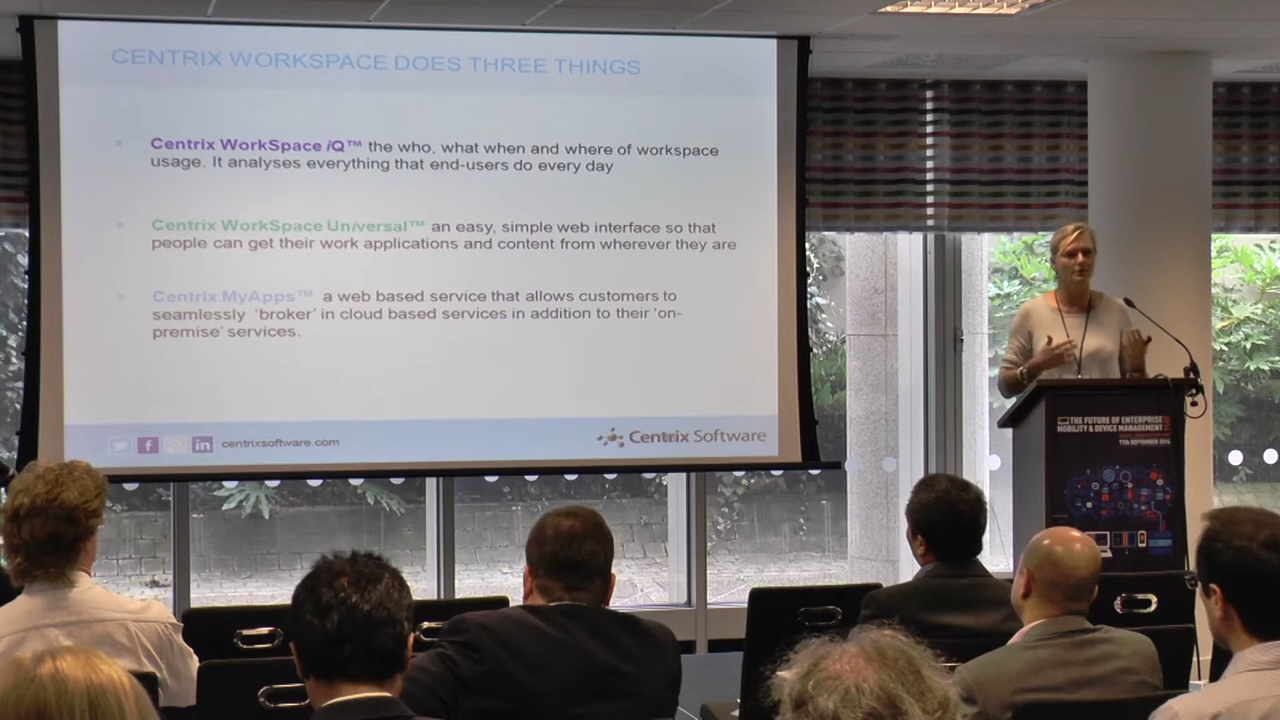 CENTRIX WORKSPACE DOES THREE THINGS
Centrix WorkSpace iQ™ the who, what when and where of workspace
usage. It analyses everything that end-users do every day
Centrix WorkSpace Universal™ an easy, simple web interface so that
people can get their work applications and content from wherever they are
Centrix MyApps™ a web based service that allows customers to
seamlessly ‘broker’ in cloud based services in addition to their ‘on-
premise’ services.
f in centrixsoftware.com
Centrix Software
THE FUTURE OF ENTERPRISE
MOBILITY & DEVICE MANAGEMENT
11TH SEPTEMBER